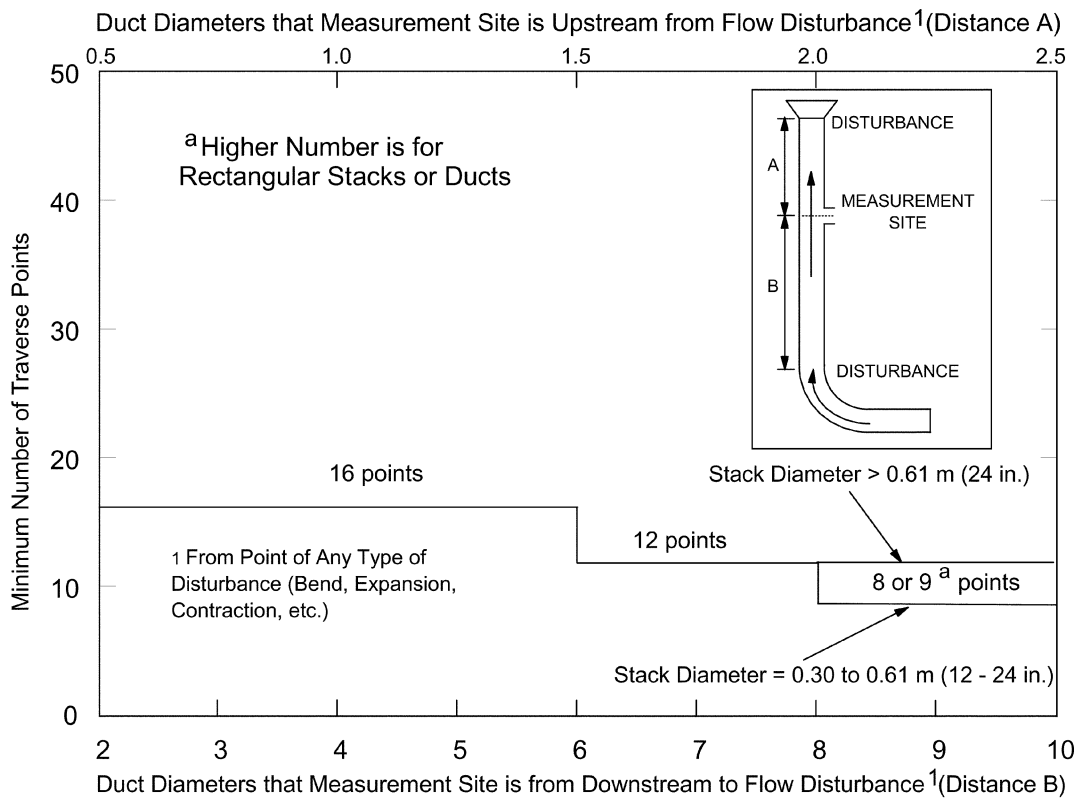 Duct Diameters that Measurement Site is Upstream from Flow Disturbance1(Distance A)
0.5 1.0 1.5 2.0 2.5
50
40
30
20
10
0
Minimum Number of Traverse Points
a Higher Number is for
Rectangular Stacks or Ducts
DISTURBANCE
A
MEASUREMENT
SITE
B
DISTURBANCE
16 points
Stack Diameter > 0.61 m (24 in.)
12 points
8 or 9 a points
1 From Point of Any Type of
Disturbance (Bend, Expansion,
Contraction, etc.)
Stack Diameter = 0.30 to 0.61 m (12 - 24 in.)
2 3 4 5 6 7 8 9 10
Duct Diameters that Measurement Site is from Downstream to Flow Disturbance1(Distance B)